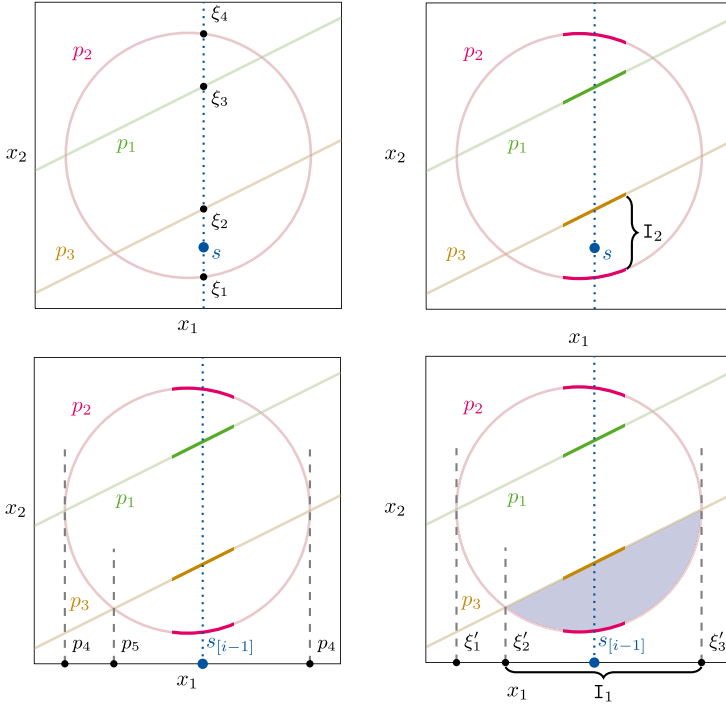 ξ₄
p₂
ξ₃
p₁
x₂
ξ₂
p₃
s
ξ₁
x₁
p₂
p₁
x₂
I₂
p₃
s
x₁
p₂
p₁
x₂
p₃
p₄ p₅ s[i−1] p₄
x₁
p₂
p₁
x₂
p₃
ξ′₁ ξ′₂ s[i−1] ξ′₃
x₁ I₁